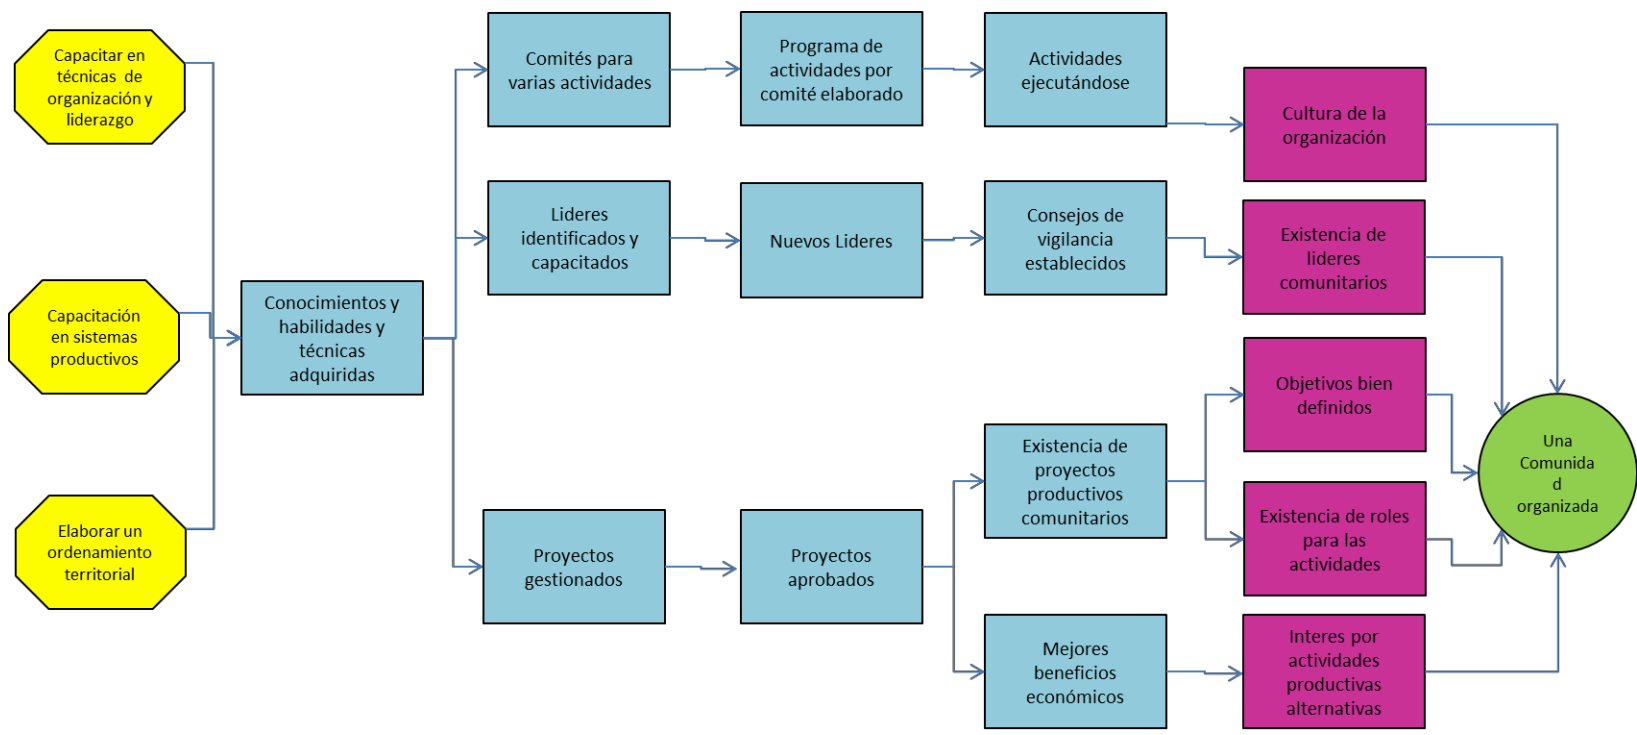 Capacitar en
técnicas de
organización y
liderazgo
Capacitación
en sistemas
productivos
Elaborar un
ordenamiento
territorial
Conocimientos y
habilidades y
técnicas
adquiridas
Comités para
varias actividades
Programa de
actividades por
comité elaborado
Actividades
ejecutándose
Cultura de la
organización
Lideres
identificados y
capacitados
Nuevos Lideres
Consejos de
vigilancia
establecidos
Existencia de
lideres
comunitarios
Proyectos
gestionados
Proyectos
aprobados
Existencia de
proyectos
productivos
comunitarios
Objetivos bien
definidos
Existencia de roles
para las
actividades
Mejores
beneficios
económicos
Interes por
actividades
productivas
alternativas
Una
Comunida
d
organizada